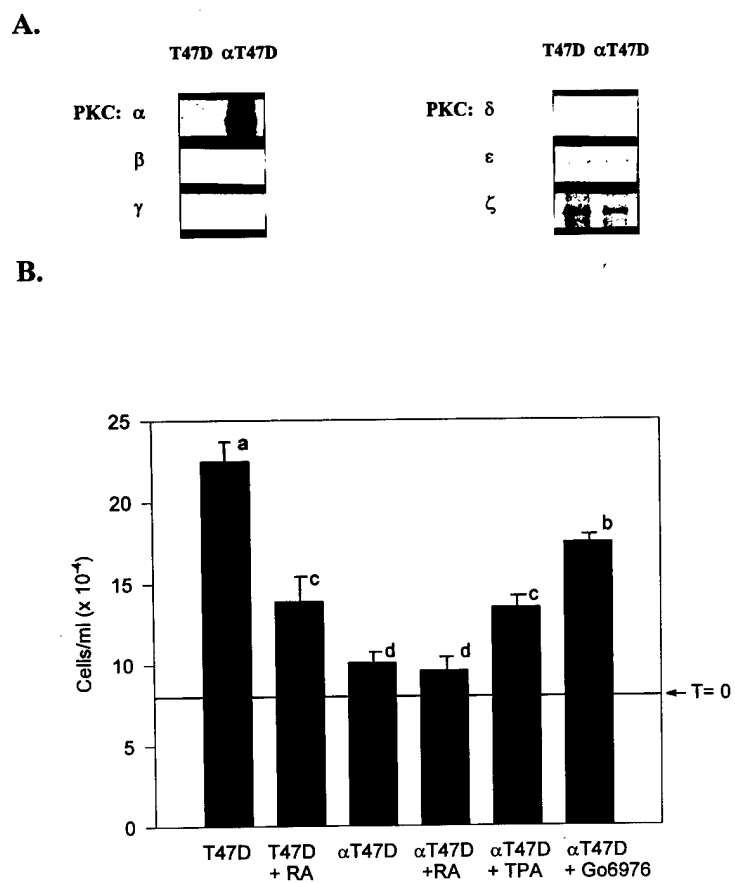 A.
T47D αT47D
PKC: α
β
γ
T47D αT47D
PKC: δ
ε
ζ
B.
25
20
15
10
5
0
Cells/ml (x 10⁻⁴)
a
c
d
d
c
b
T= 0
T47D
T47D
+ RA
αT47D
αT47D
+RA
αT47D
+ TPA
αT47D
+ Go6976